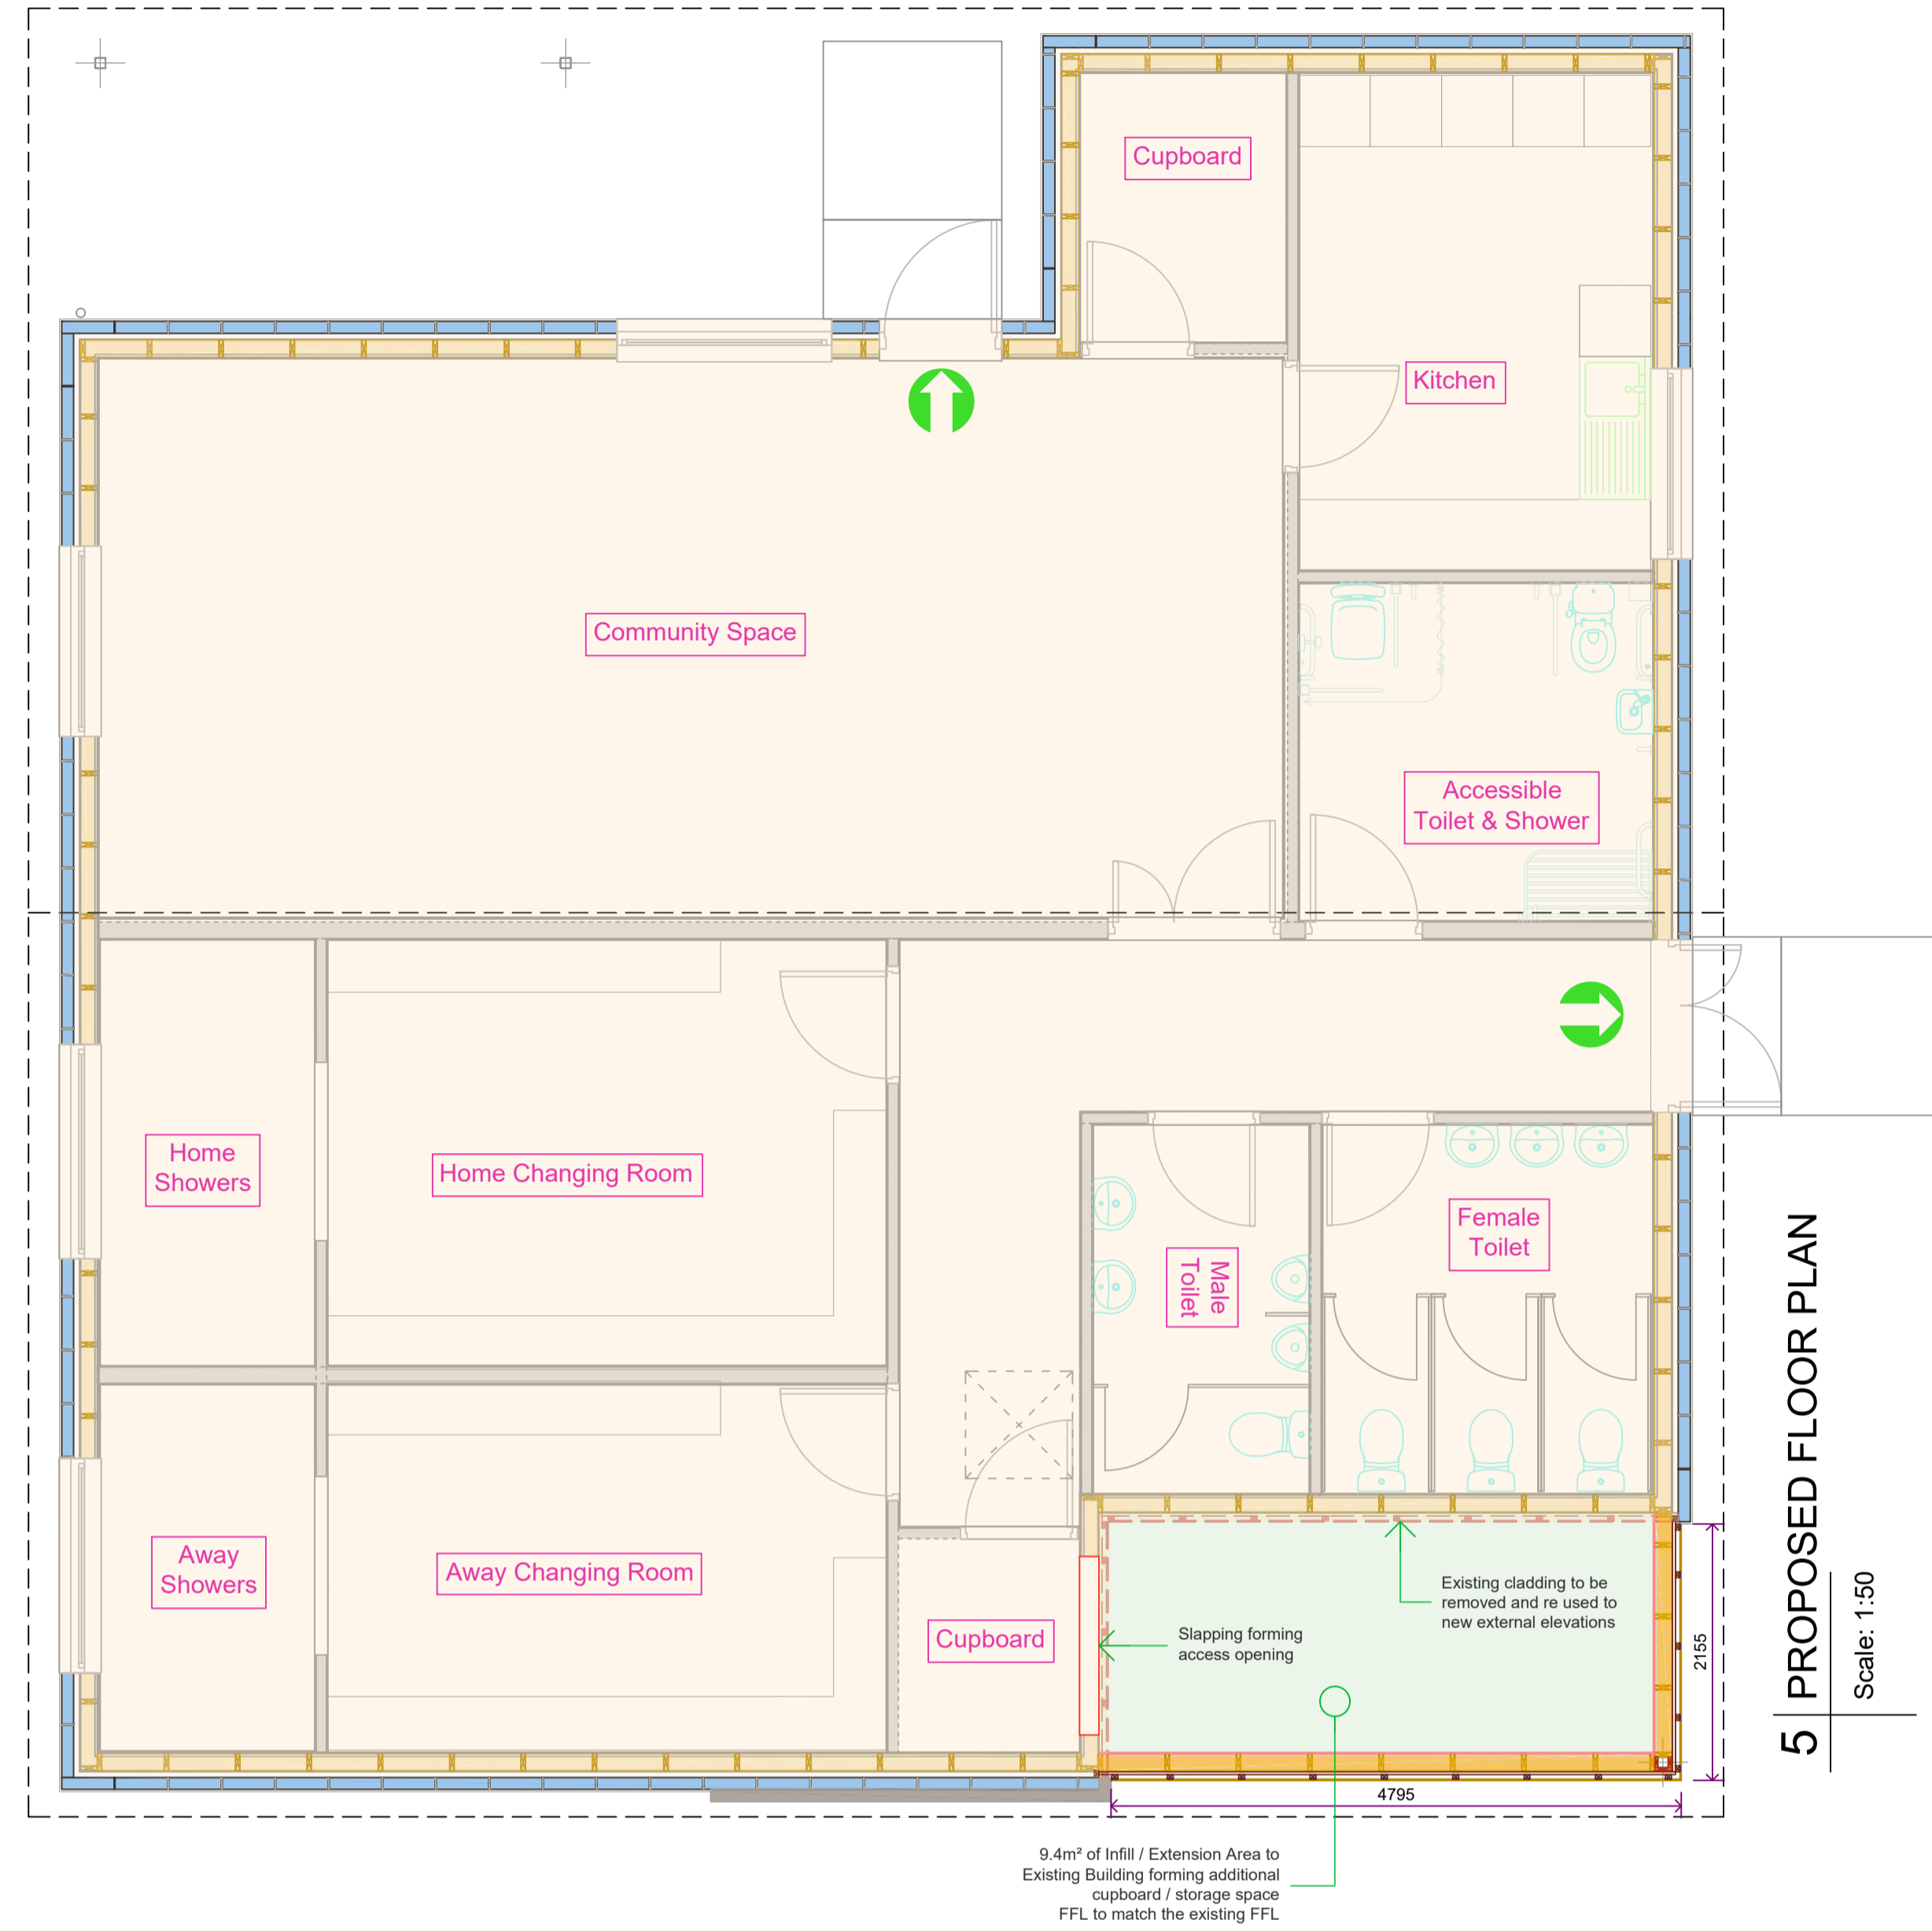 Cupboard
Kitchen
Community Space
Accessible
Toilet & Shower
Home
Showers
Home Changing Room
Male
Toilet
Female
Toilet
Away
Showers
Away Changing Room
Cupboard
Slapping forming
access opening
Existing cladding to be
removed and re used to
new external elevations
2155
4795
9.4m² of Infill / Extension Area to
Existing Building forming additional
cupboard / storage space
FFL to match the existing FFL
5 PROPOSED FLOOR PLAN
Scale: 1:50